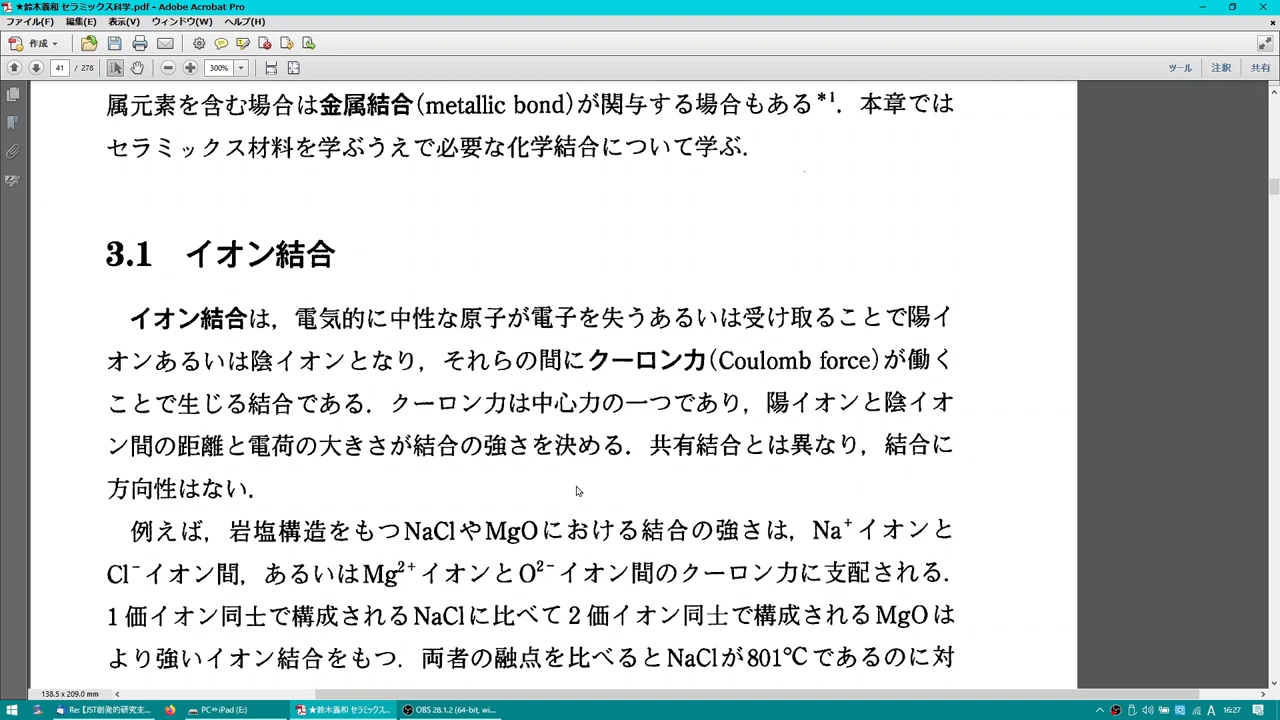 ★鈴木義和 セラミックス科学.pdf - Adobe Acrobat Pro
ファイル(F) 編集(E) 表示(V) ウィンドウ(W) ヘルプ(H)
作成
41 / 278 300% ツール 注釈 共有
属元素を含む場合は金属結合(metallic bond)が関与する場合もある*1．本章では
セラミックス材料を学ぶうえで必要な化学結合について学ぶ．
3.1 イオン結合
イオン結合は，電気的に中性な原子が電子を失うあるいは受け取ることで陽イ
オンあるいは陰イオンとなり，それらの間にクーロン力(Coulomb force)が働く
ことで生じる結合である．クーロン力は中心力の一つであり，陽イオンと陰イオ
ン間の距離と電荷の大きさが結合の強さを決める．共有結合とは異なり，結合に
方向性はない．
例えば，岩塩構造をもつNaClやMgOにおける結合の強さは，Na⁺イオンと
Cl⁻イオン間，あるいはMg²⁺イオンとO²⁻イオン間のクーロン力に支配される．
1価イオン同士で構成されるNaClに比べて2価イオン同士で構成されるMgOは
より強いイオン結合をもつ．両者の融点を比べるとNaClが801℃であるのに対
138.5 x 209.0 mm
Re:【JST創発的研究支... PC⇔iPad (E:) ★鈴木義和 セラミックス... OBS 28.1.2 (64-bit, wi... A 16:27